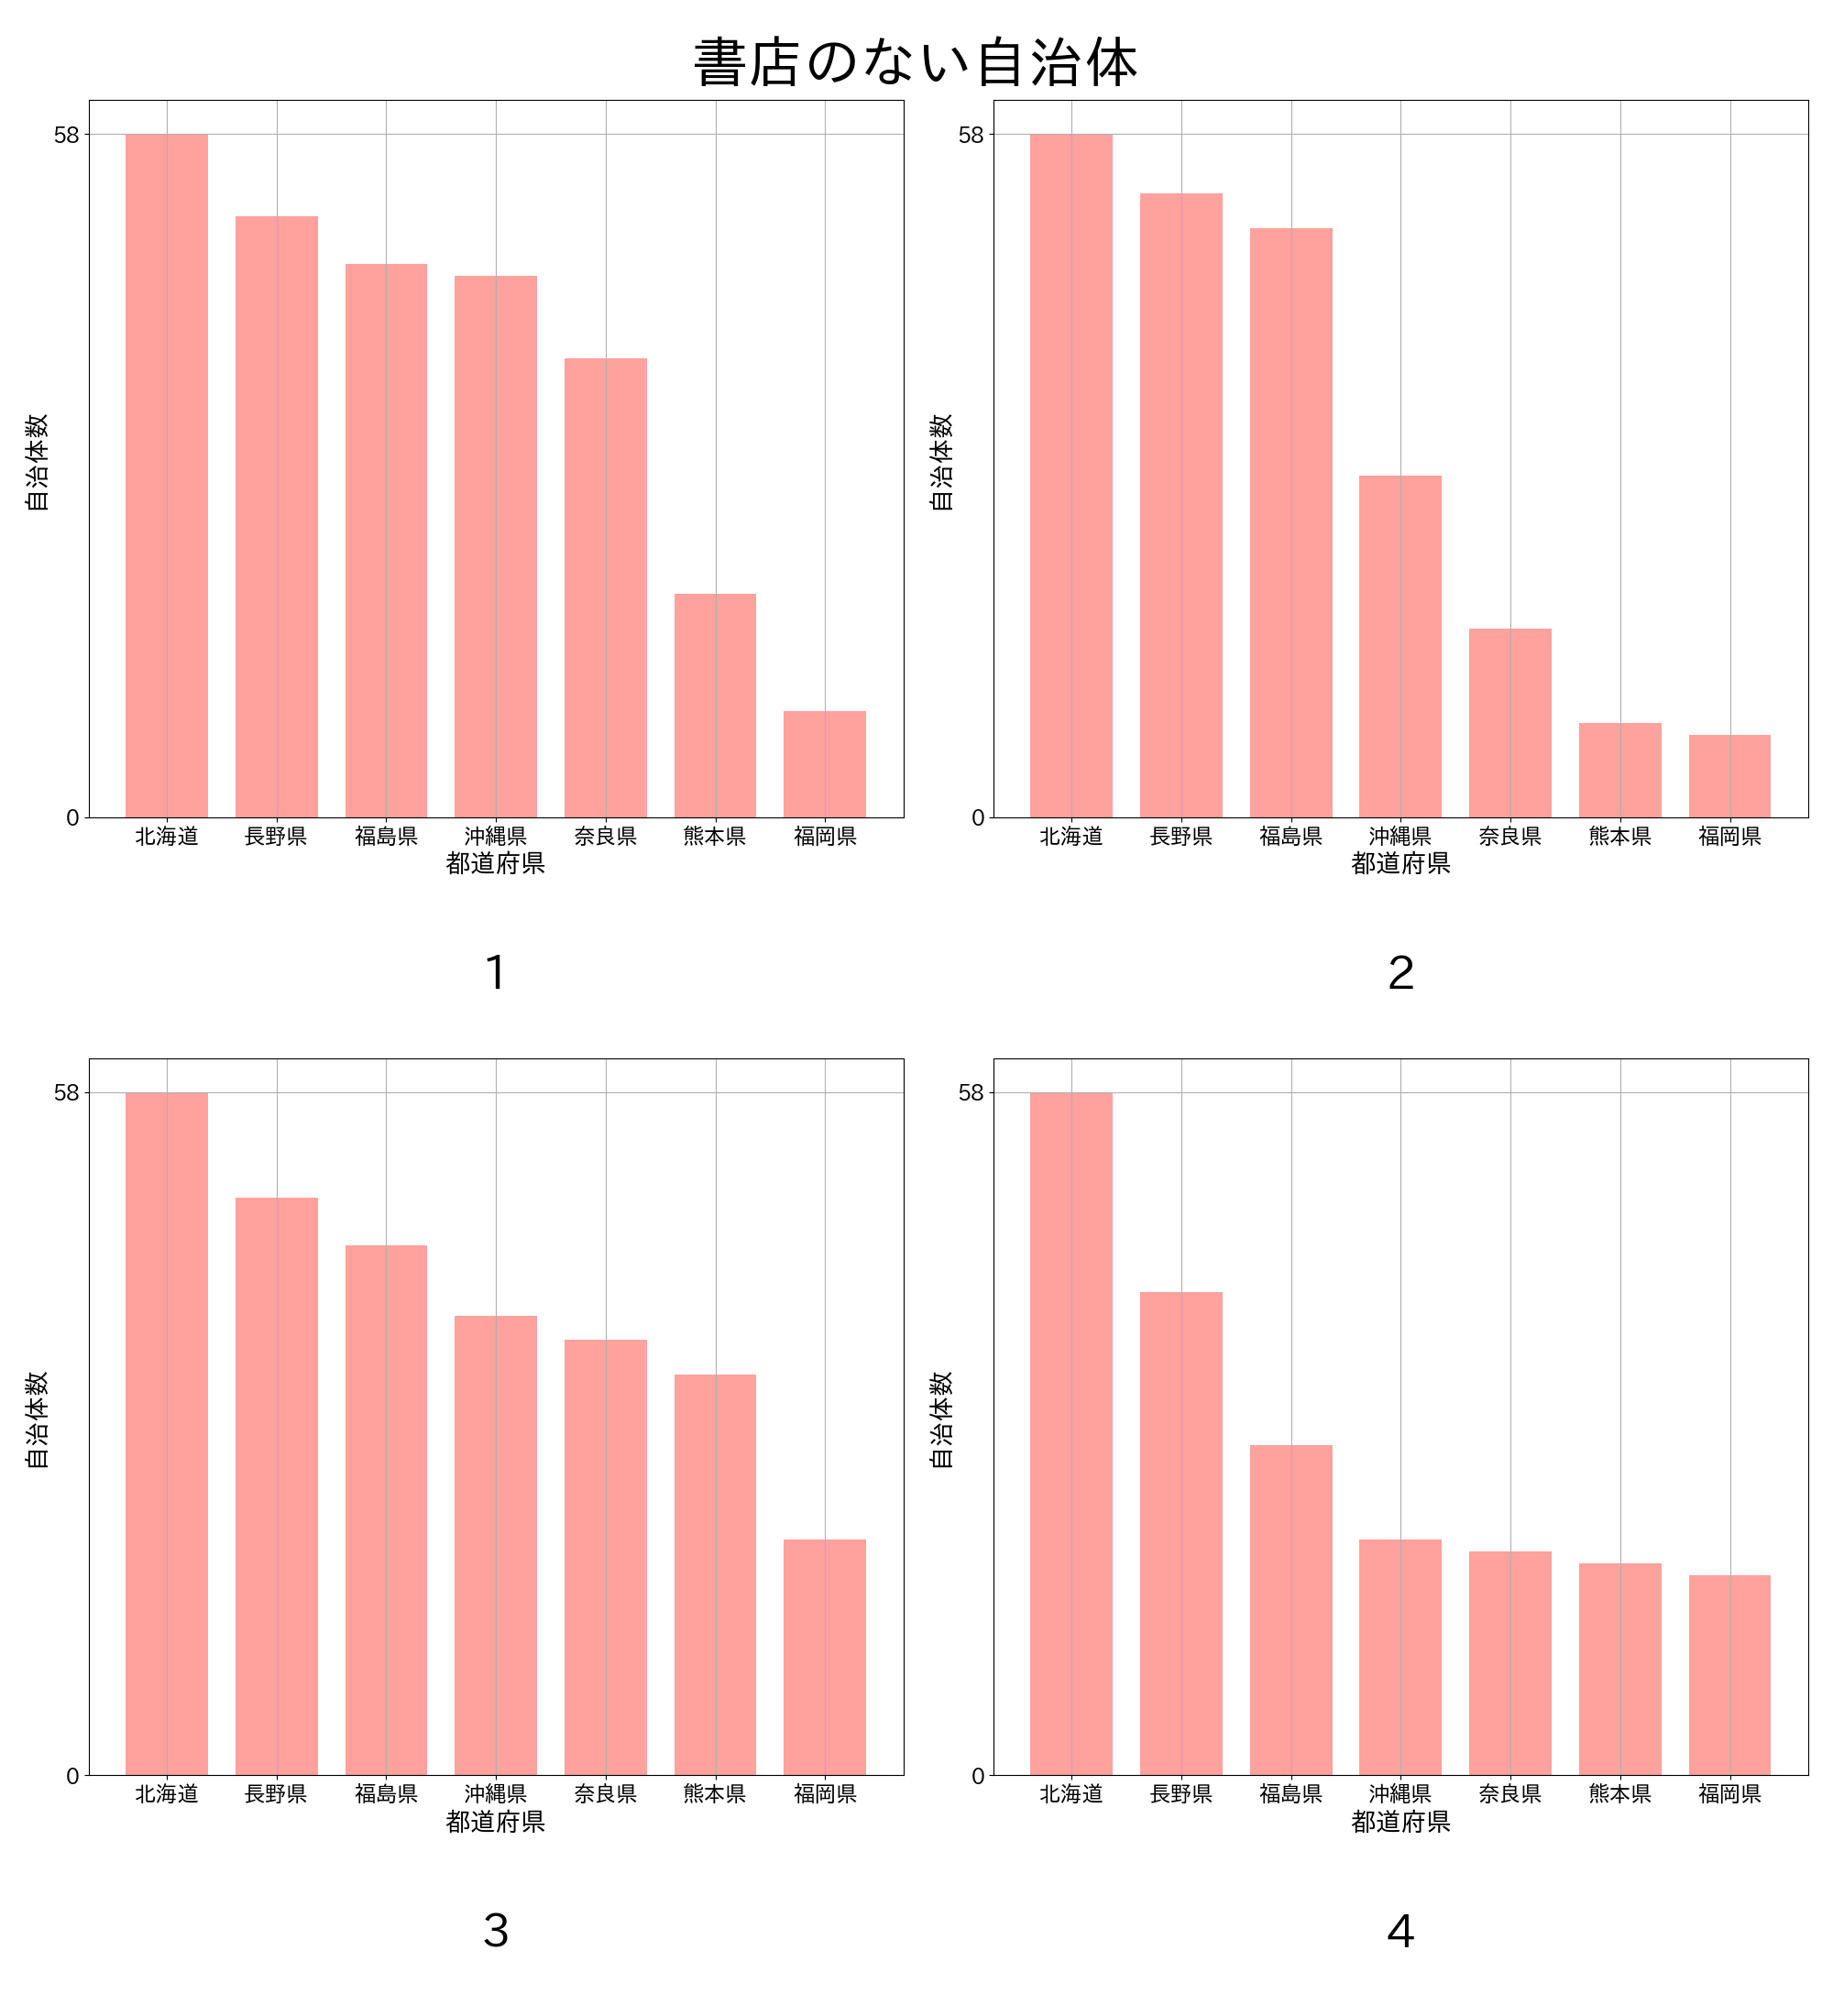 書店のない自治体
58
0
自治体数
北海道 長野県 福島県 沖縄県 奈良県 熊本県 福岡県
都道府県
1
58
0
自治体数
北海道 長野県 福島県 沖縄県 奈良県 熊本県 福岡県
都道府県
2
58
0
自治体数
北海道 長野県 福島県 沖縄県 奈良県 熊本県 福岡県
都道府県
3
58
0
自治体数
北海道 長野県 福島県 沖縄県 奈良県 熊本県 福岡県
都道府県
4